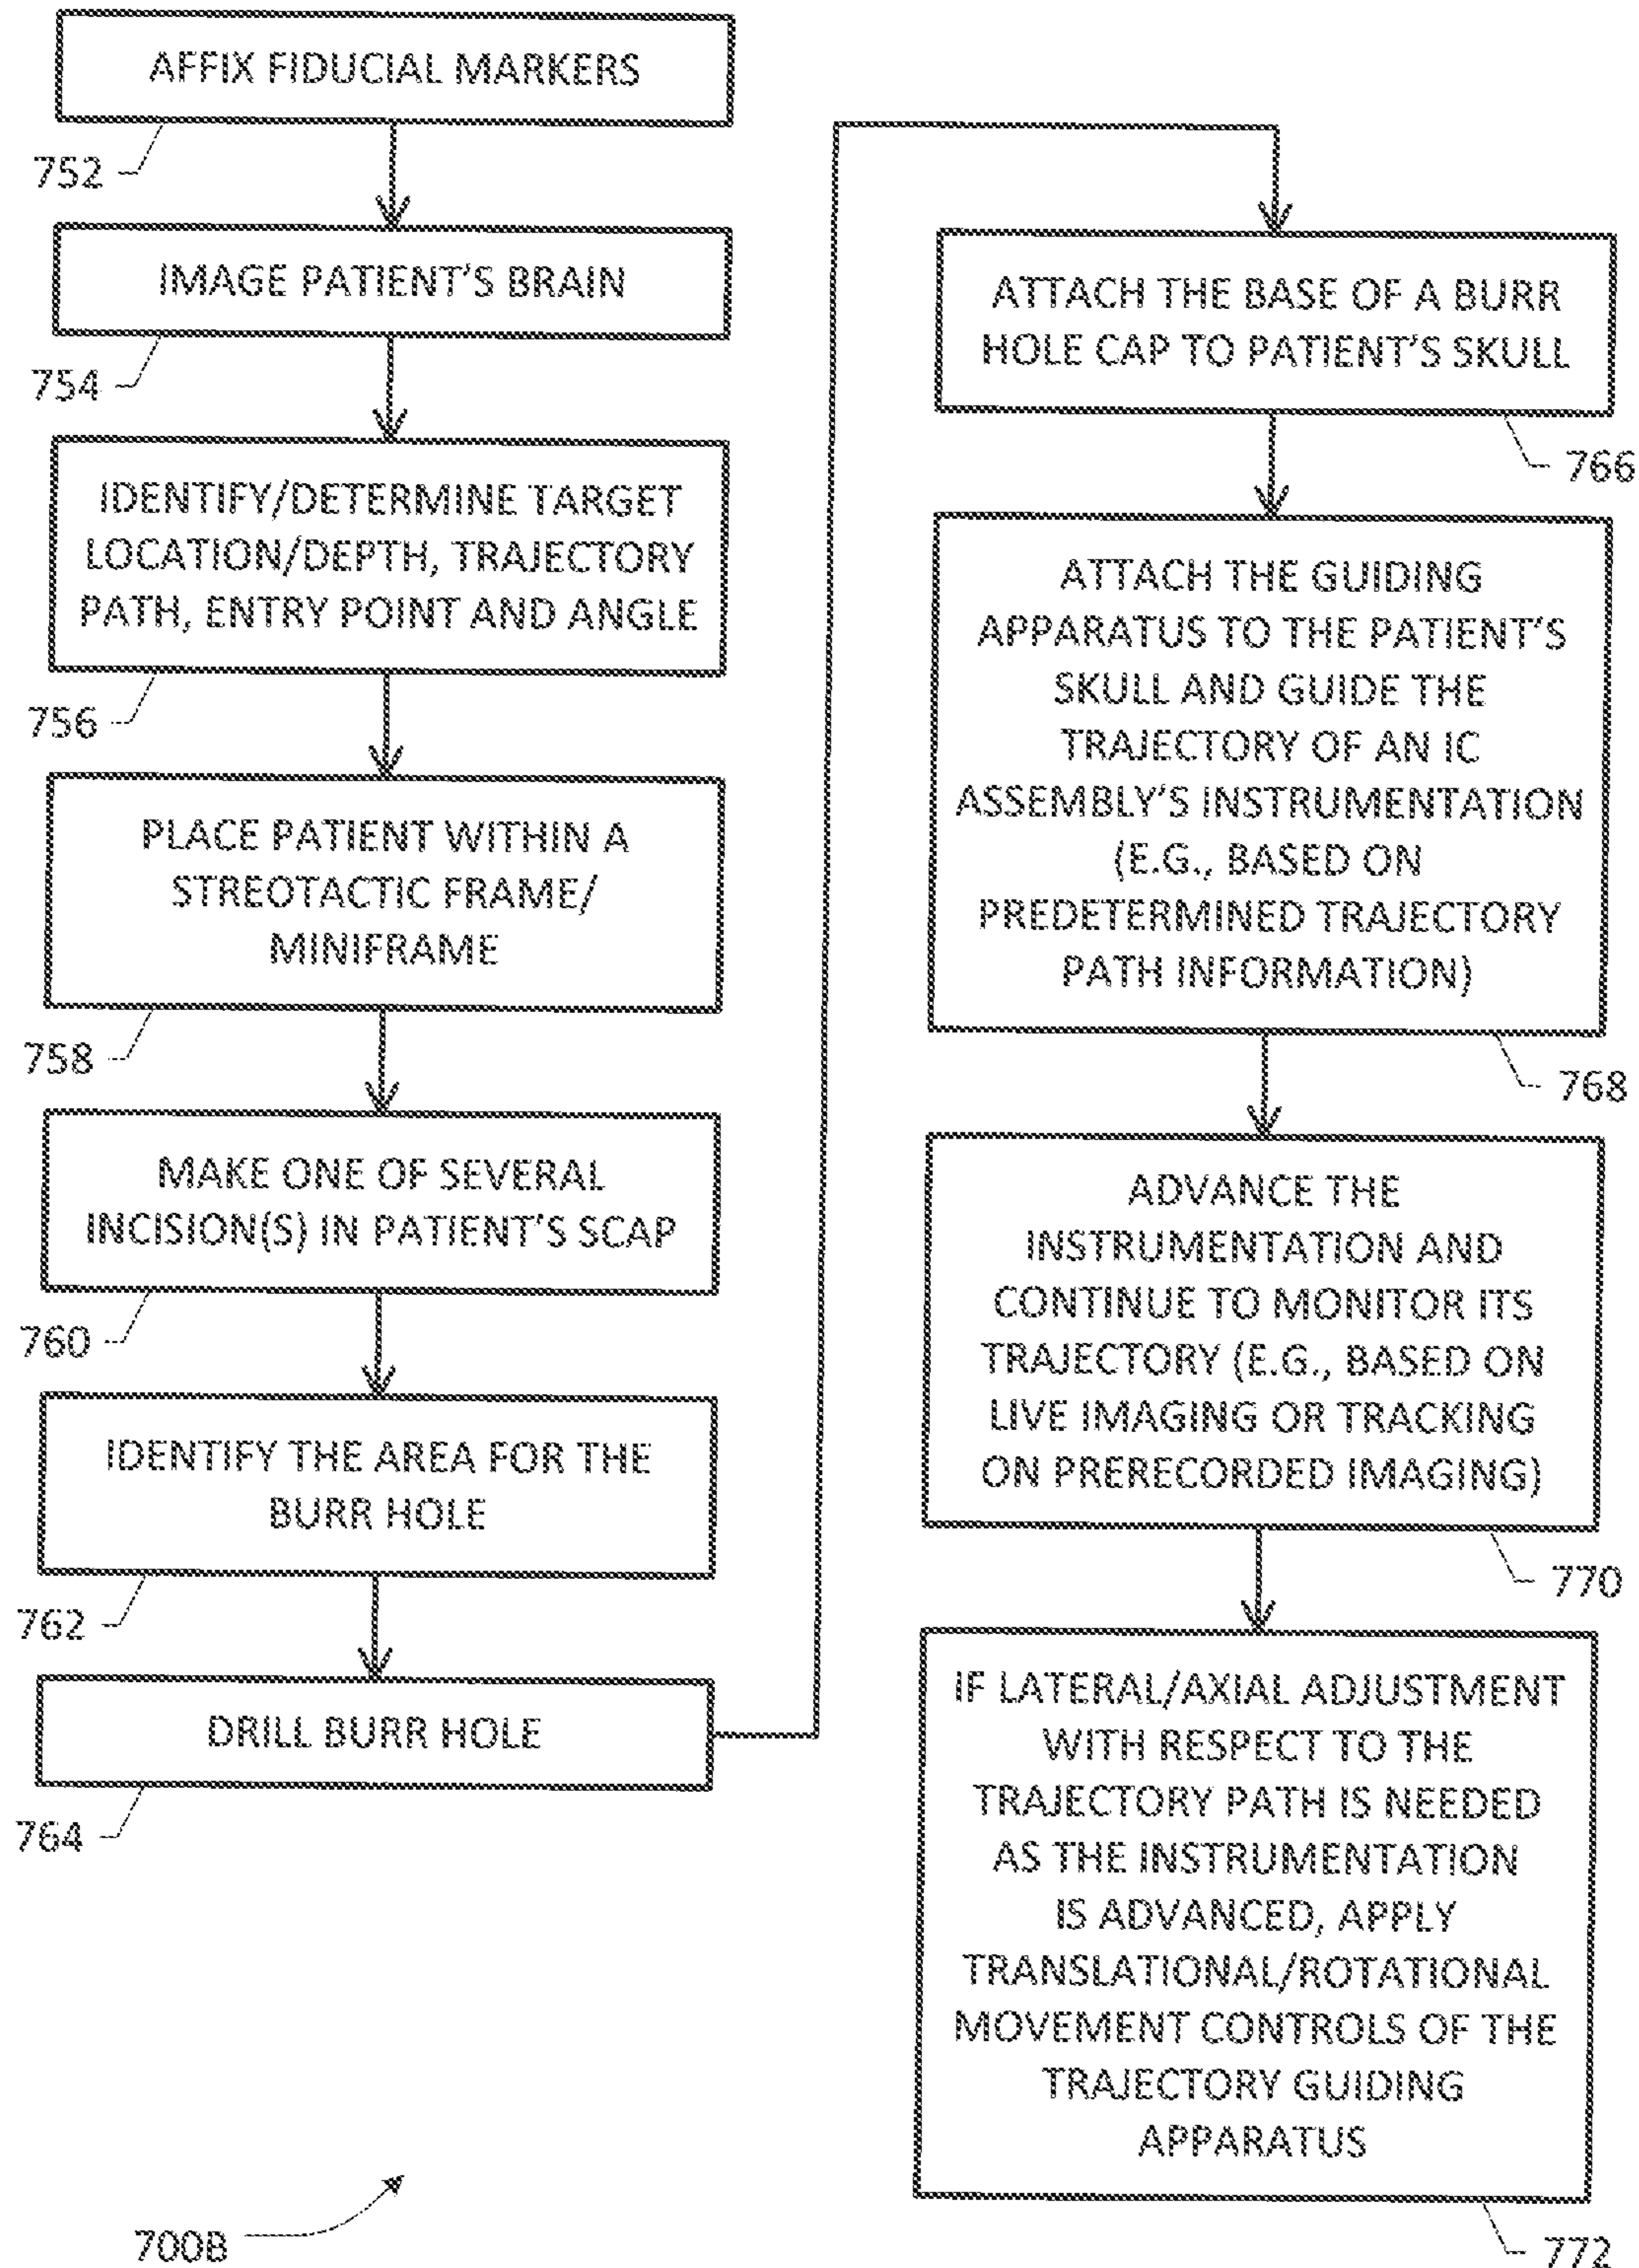 AFFIX FIDUCIAL MARKERS
752
IMAGE PATIENT'S BRAIN
754
IDENTIFY/DETERMINE TARGET
LOCATION/DEPTH, TRAJECTORY
PATH, ENTRY POINT AND ANGLE
756
PLACE PATIENT WITHIN A
STREOTACTIC FRAME/
MINIFRAME
758
MAKE ONE OF SEVERAL
INCISION(S) IN PATIENT'S SCAP
760
IDENTIFY THE AREA FOR THE
BURR HOLE
762
DRILL BURR HOLE
764
ATTACH THE BASE OF A BURR
HOLE CAP TO PATIENT'S SKULL
766
ATTACH THE GUIDING
APPARATUS TO THE PATIENT'S
SKULL AND GUIDE THE
TRAJECTORY OF AN IC
ASSEMBLY'S INSTRUMENTATION
(E.G., BASED ON
PREDETERMINED TRAJECTORY
PATH INFORMATION)
768
ADVANCE THE
INSTRUMENTATION AND
CONTINUE TO MONITOR ITS
TRAJECTORY (E.G., BASED ON
LIVE IMAGING OR TRACKING
ON PRERECORDED IMAGING)
770
IF LATERAL/AXIAL ADJUSTMENT
WITH RESPECT TO THE
TRAJECTORY PATH IS NEEDED
AS THE INSTRUMENTATION
IS ADVANCED, APPLY
TRANSLATIONAL/ROTATIONAL
MOVEMENT CONTROLS OF THE
TRAJECTORY GUIDING
APPARATUS
772
700B